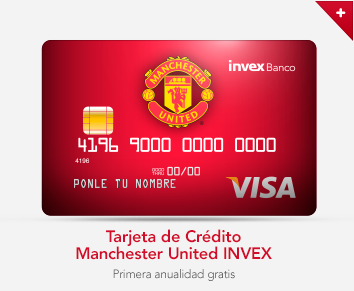 +
MANCHESTER
UNITED
invex Banco
4196 9000 0000 0000
4196
00/00
PONLE TU NOMBRE
VISA
Tarjeta de Crédito
Manchester United INVEX
Primera anualidad gratis